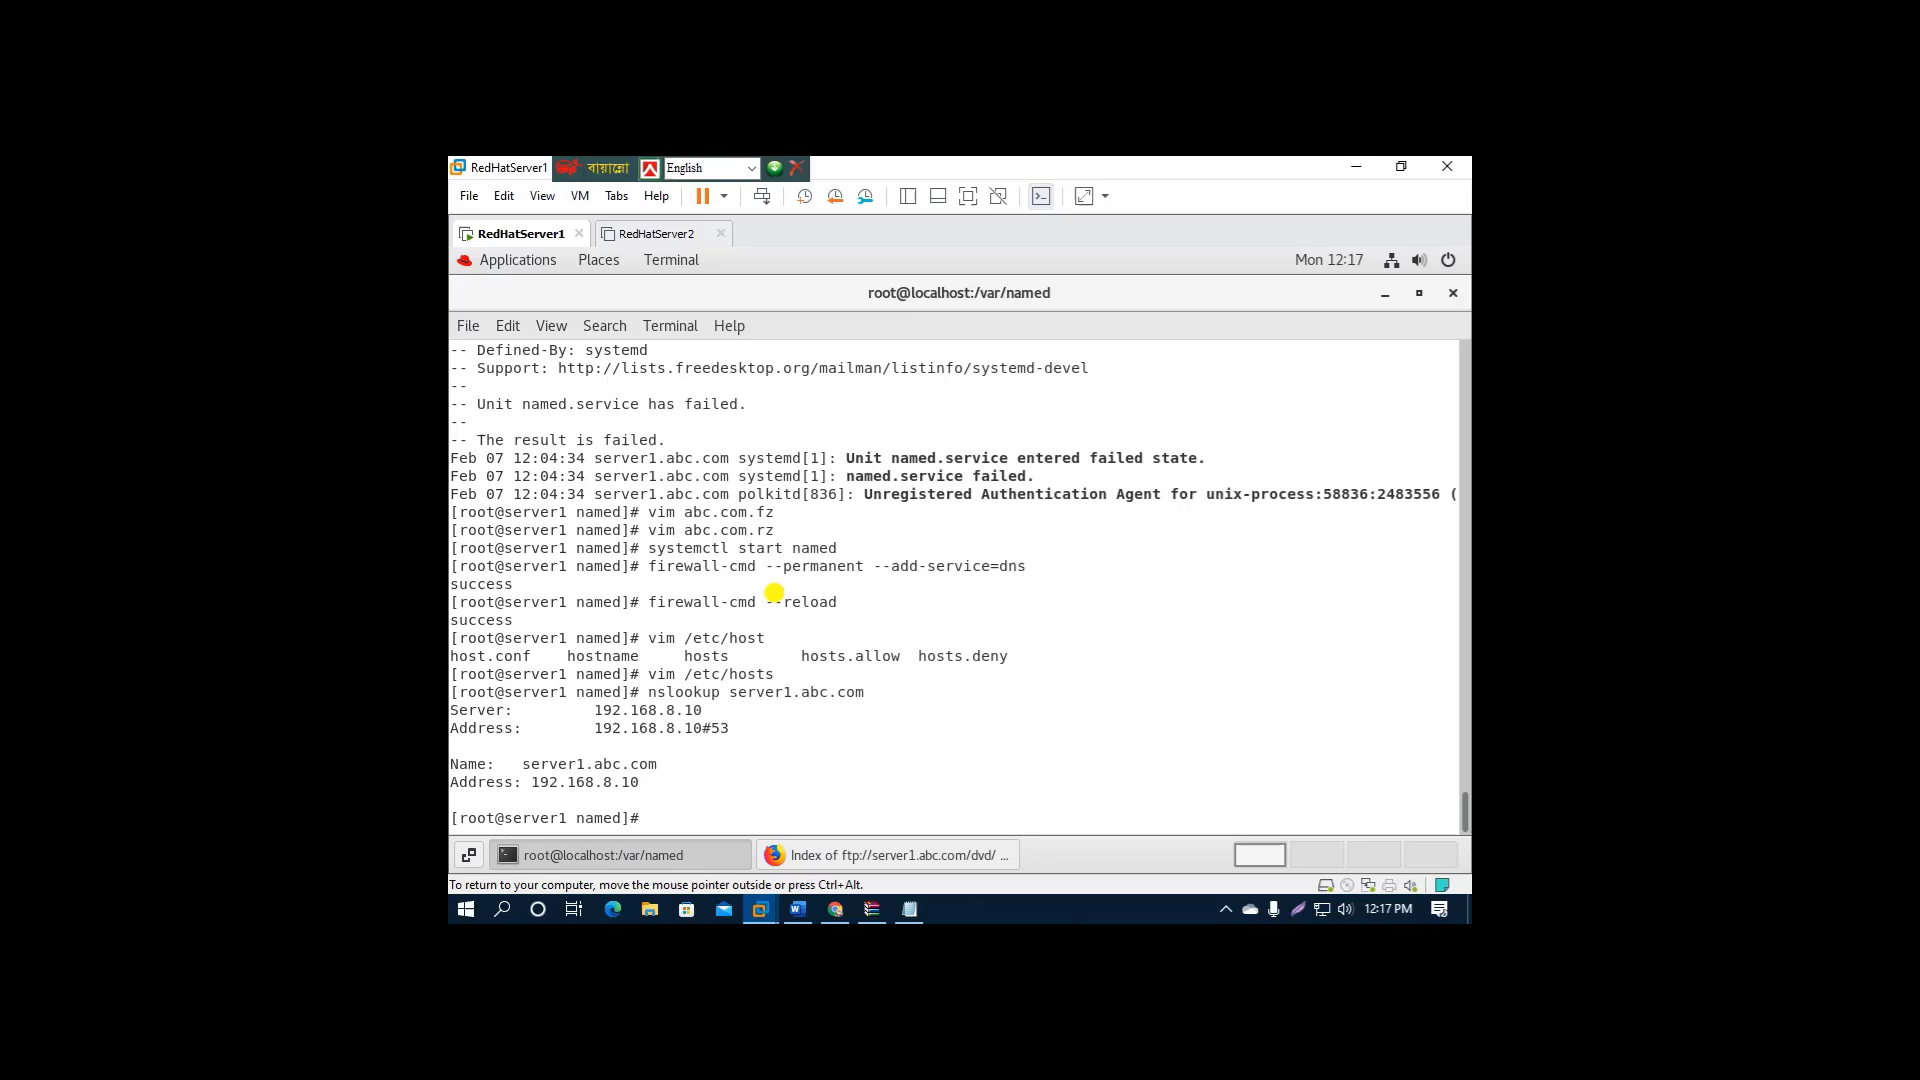 RedHatServer1 বায়ান্নো English
File Edit View VM Tabs Help
RedHatServer1 RedHatServer2
Applications Places Terminal Mon 12:17
root@localhost:/var/named
File Edit View Search Terminal Help
-- Defined-By: systemd
-- Support: http://lists.freedesktop.org/mailman/listinfo/systemd-devel
--
-- Unit named.service has failed.
--
-- The result is failed.
Feb 07 12:04:34 server1.abc.com systemd[1]: Unit named.service entered failed state.
Feb 07 12:04:34 server1.abc.com systemd[1]: named.service failed.
Feb 07 12:04:34 server1.abc.com polkitd[836]: Unregistered Authentication Agent for unix-process:58836:2483556 (
[root@server1 named]# vim abc.com.fz
[root@server1 named]# vim abc.com.rz
[root@server1 named]# systemctl start named
[root@server1 named]# firewall-cmd --permanent --add-service=dns
success
[root@server1 named]# firewall-cmd --reload
success
[root@server1 named]# vim /etc/host
host.conf hostname hosts hosts.allow hosts.deny
[root@server1 named]# vim /etc/hosts
[root@server1 named]# nslookup server1.abc.com
Server: 192.168.8.10
Address: 192.168.8.10#53
Name: server1.abc.com
Address: 192.168.8.10
[root@server1 named]#
root@localhost:/var/named Index of ftp://server1.abc.com/dvd/ ...
To return to your computer, move the mouse pointer outside or press Ctrl+Alt.
12:17 PM